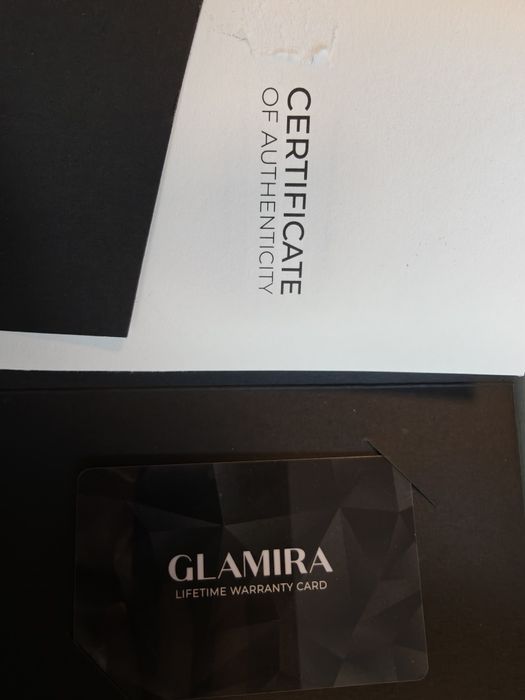 CERTIFICATE
OF AUTHENTICITY
GLAMIRA
LIFETIME WARRANTY CARD